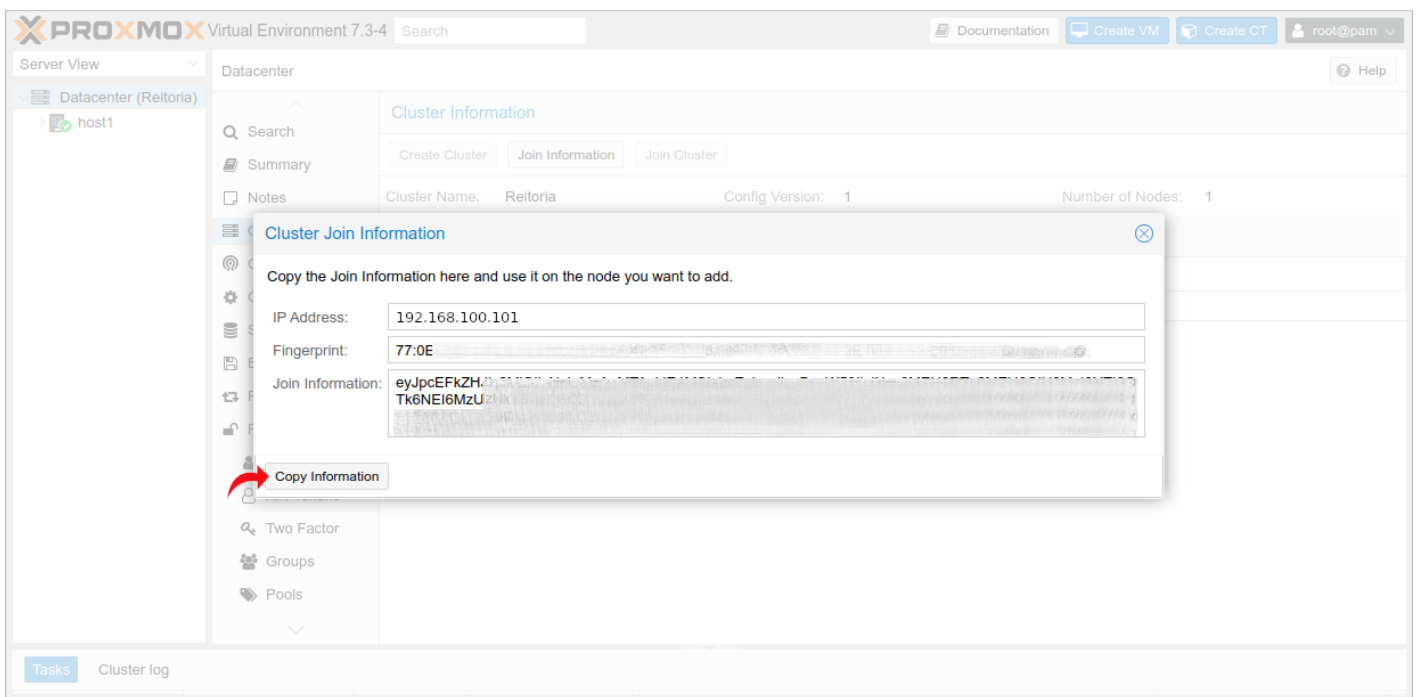 PROXMOX Virtual Environment 7.3-4 Search Documentation Create VM Create CT root@pam
Server View
Datacenter
Help
Datacenter (Reitoria)
host1
Search
Summary
Notes
Two Factor
Groups
Pools
Cluster Information
Create Cluster Join Information Join Cluster
Cluster Name: Reitoria Config Version: 1 Number of Nodes: 1
Cluster Join Information
Copy the Join Information here and use it on the node you want to add.
IP Address: 192.168.100.101
Fingerprint: 77:0E
Join Information: eyJpcEFkZHJ
Tk6NEI6MzU
Copy Information
Tasks Cluster log